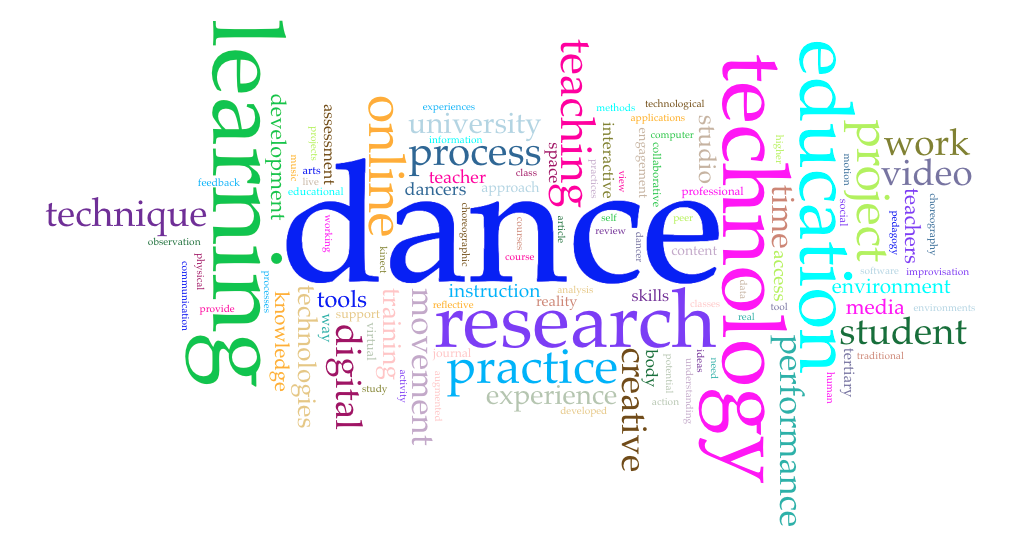 learning
technology
education
teaching
online
university
process
development
assessment
experiences
information
methods
technological
applications
computer
projects
music
arts
live
educational
feedback
technique
observation
teacher
class
dancers
approach
space
practices
interactive
view
engagement
collaborative
studio
professional
higher
project
work
video
motion
social
teachers
pedagogy
choreography
time
access
dance
working
kinect
choreographic
courses
course
article
self
review
dancer
peer
content
data
software
improvisation
environment
environments
physical
communication
provide
processes
knowledge
technologies
tools
way
support
virtual
training
digital
study
activity
movement
instruction
analysis
reflective
reality
skills
classes
real
tool
research
journal
augmented
practice
experience
developed
creative
body
potential
action
understanding
ideas
need
performance
media
student
human
tertiary
traditional